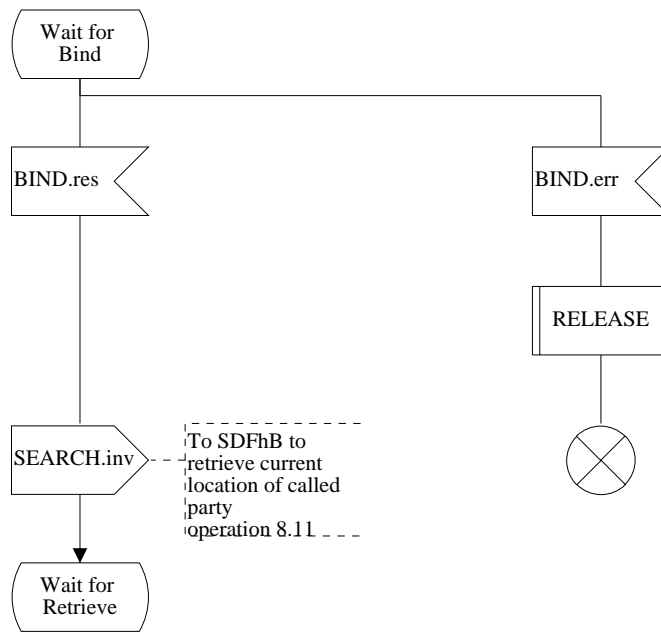 Wait for
Bind
BIND.res
BIND.err
RELEASE
SEARCH.inv
To SDFhB to
retrieve current
location of called
party
operation 8.11
Wait for
Retrieve